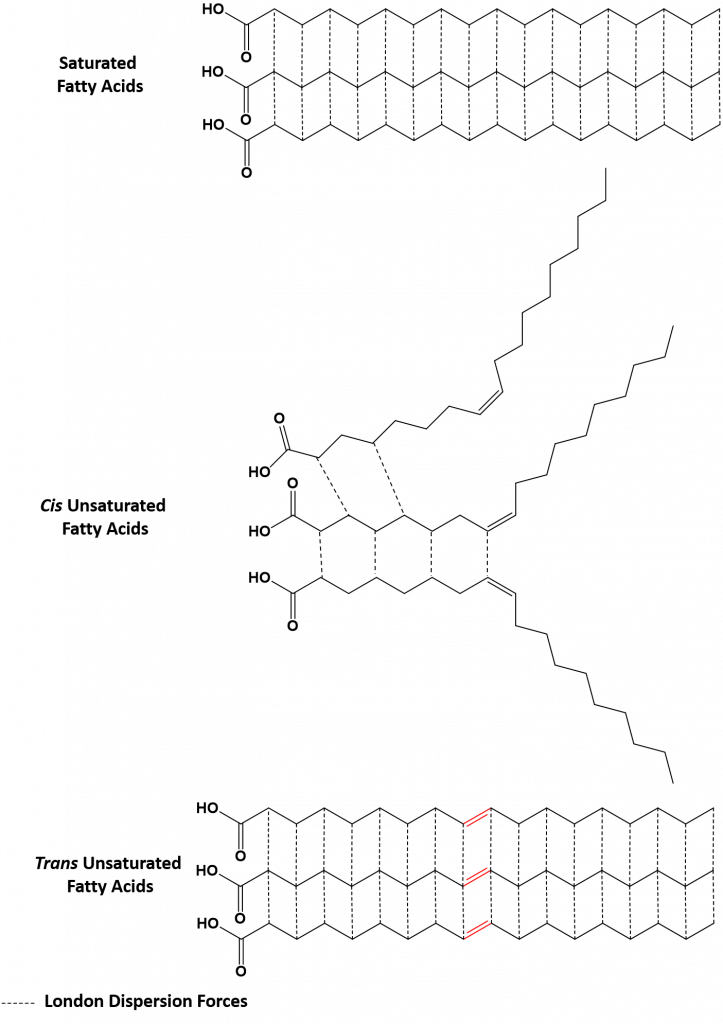 HO
O
Saturated
Fatty Acids
HO
O
HO
O
O
HO
O
Cis Unsaturated
Fatty Acids
HO
HO
O
HO
O
Trans Unsaturated
Fatty Acids
HO
O
HO
O
------ London Dispersion Forces